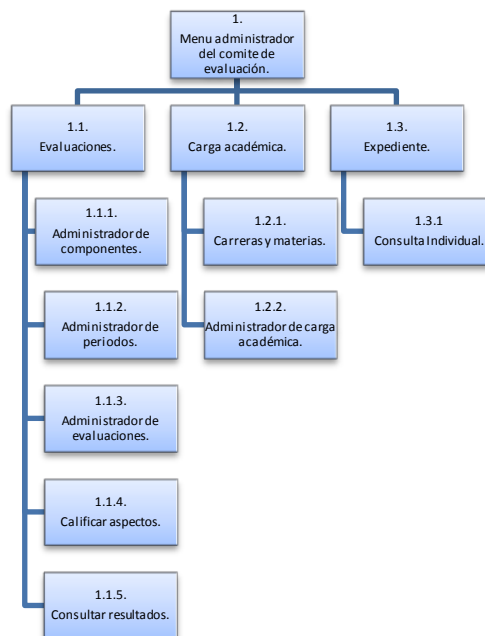 1.
Menu administrador
del comite de
evaluación.
1.1.
Evaluaciones.
1.2.
Carga académica.
1.3.
Expediente.
1.1.1.
Administrador de
componentes.
1.2.1.
Carreras y materias.
1.3.1
Consulta Individual.
1.1.2.
Administrador de
periodos.
1.2.2.
Administrador de carga
académica.
1.1.3.
Administrador de
evaluaciones.
1.1.4.
Calificar aspectos.
1.1.5.
Consultar resultados.